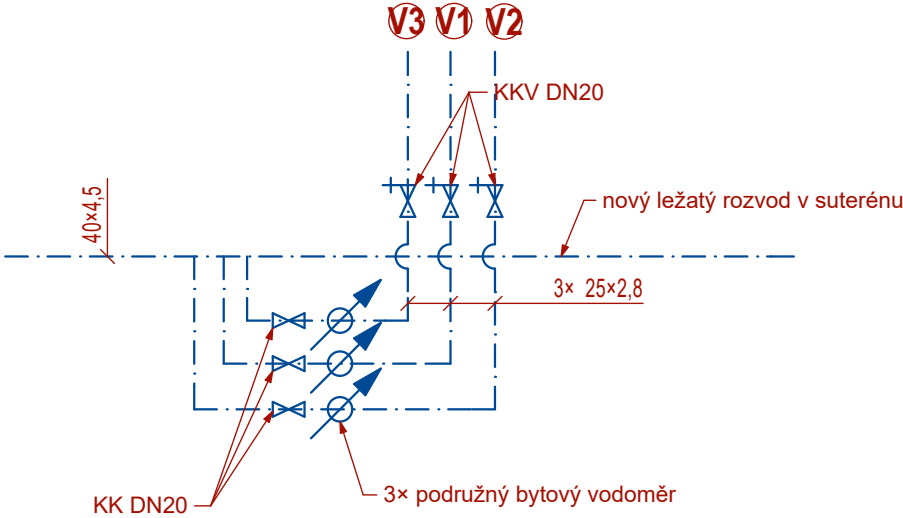 V3 V1 V2
KKV DN20
40×4,5
nový ležatý rozvod v suterénu
3× 25×2,8
3× podružný bytový vodoměr
KK DN20